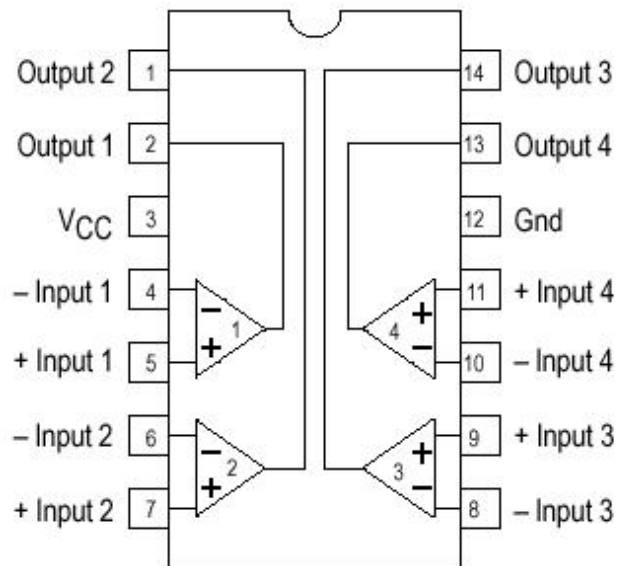 Output 2 1 14 Output 3
Output 1 2 13 Output 4
VCC 3 12 Gnd
– Input 1 4 – 11 + Input 4
1 + 4
+ Input 1 5 + – 10 – Input 4
– Input 2 6 – 9 + Input 3
2 + 3
+ Input 2 7 + – 8 – Input 3